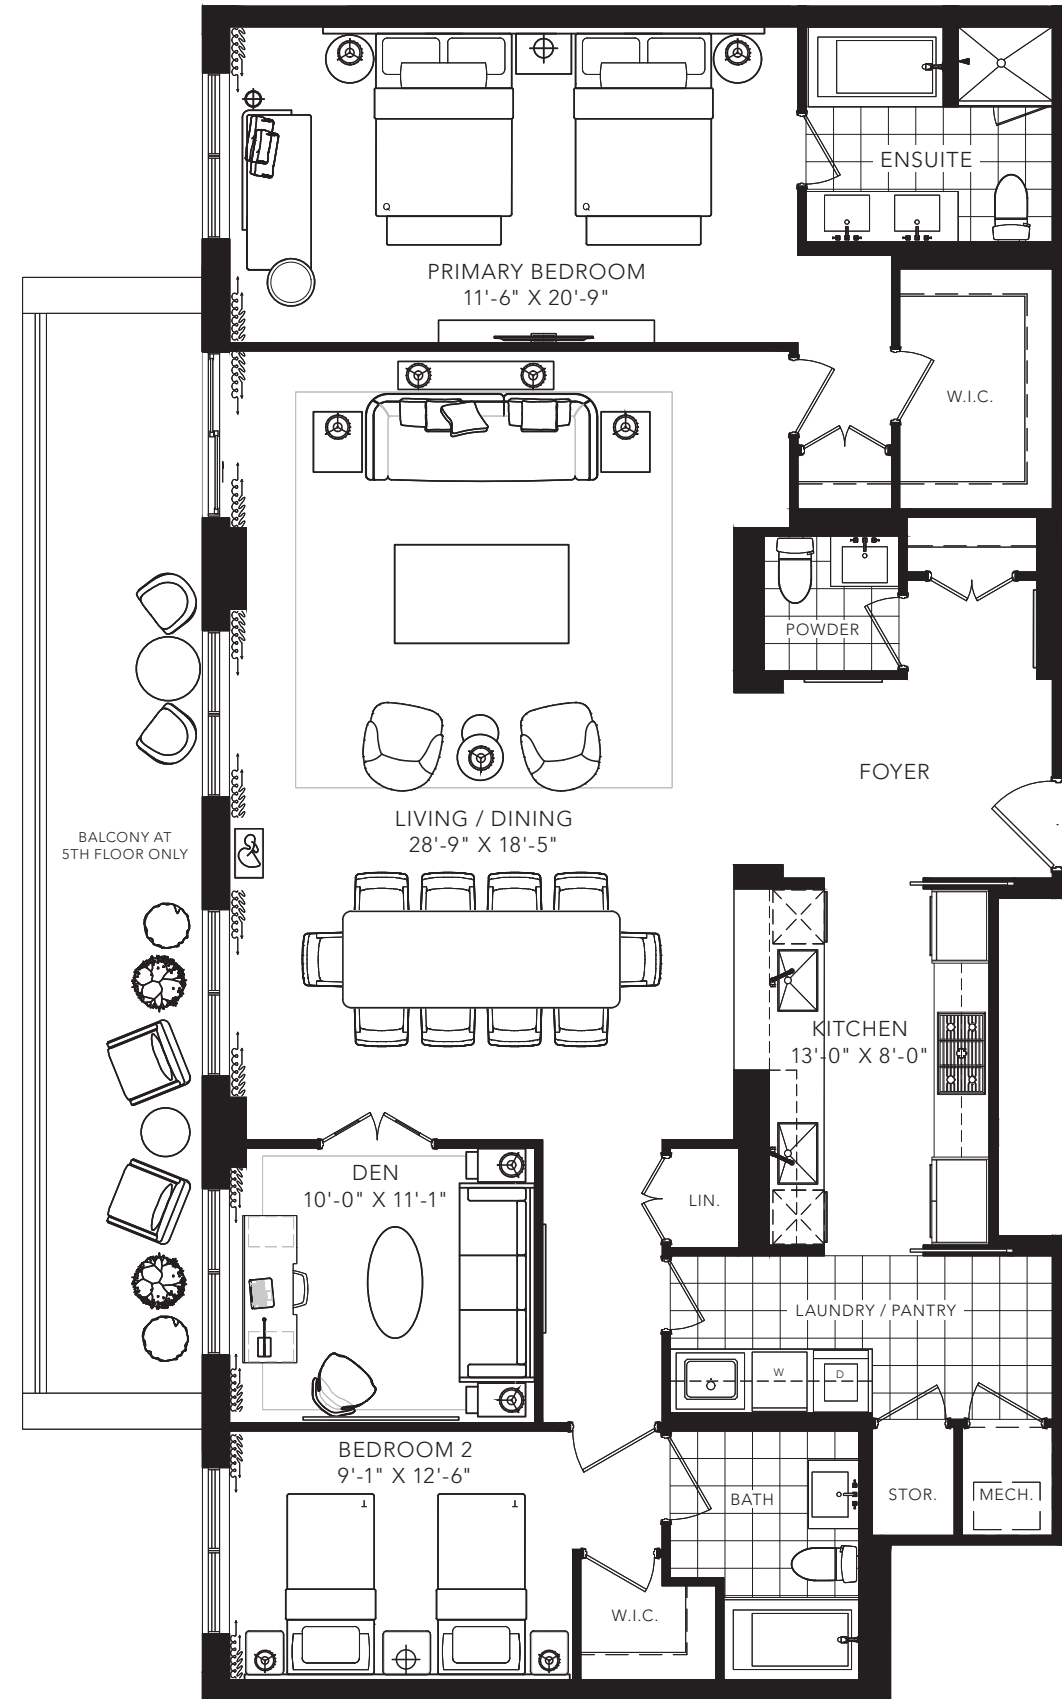 ENSUITE
Q
Q
PRIMARY BEDROOM
11'-6" X 20'-9"
W.I.C.
POWDER
FOYER
LIVING / DINING
28'-9" X 18'-5"
BALCONY AT
5TH FLOOR ONLY
KITCHEN
13'-0" X 8'-0"
DEN
10'-0" X 11'-1"
LIN.
LAUNDRY / PANTRY
W
D
BEDROOM 2
9'-1" X 12'-6"
T
T
BATH
STOR.
MECH.
W.I.C.